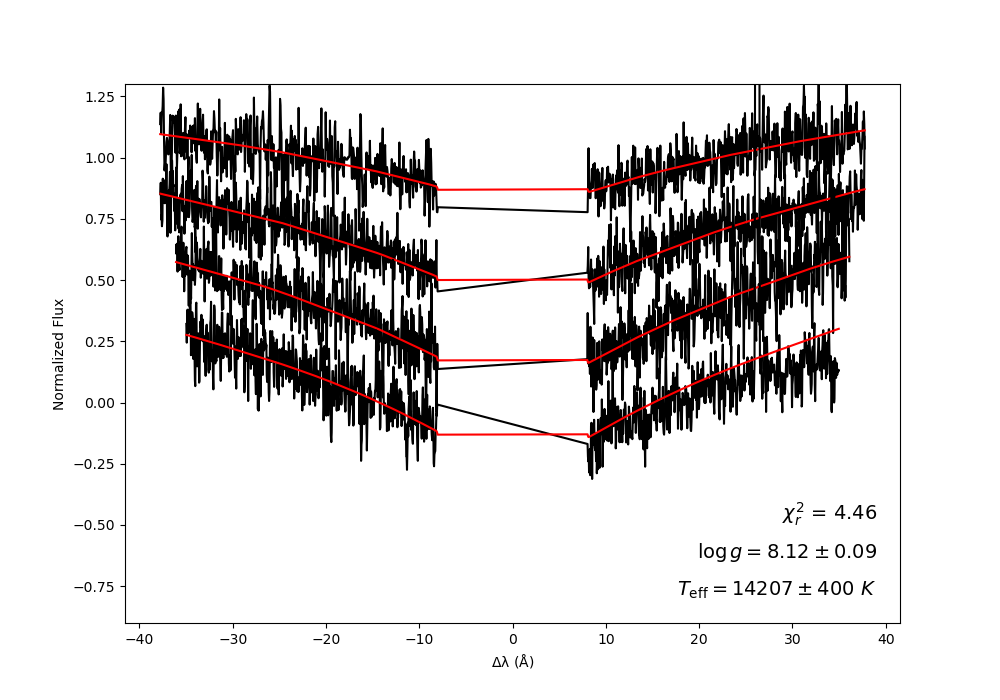 1.25
1.00
0.75
0.50
0.25
0.00
−0.25
−0.50
−0.75
Normalized Flux
χ²ᵣ = 4.46
log g = 8.12 ± 0.09
T_eff = 14207 ± 400 K
−40 −30 −20 −10 0 10 20 30 40
Δλ (Å)